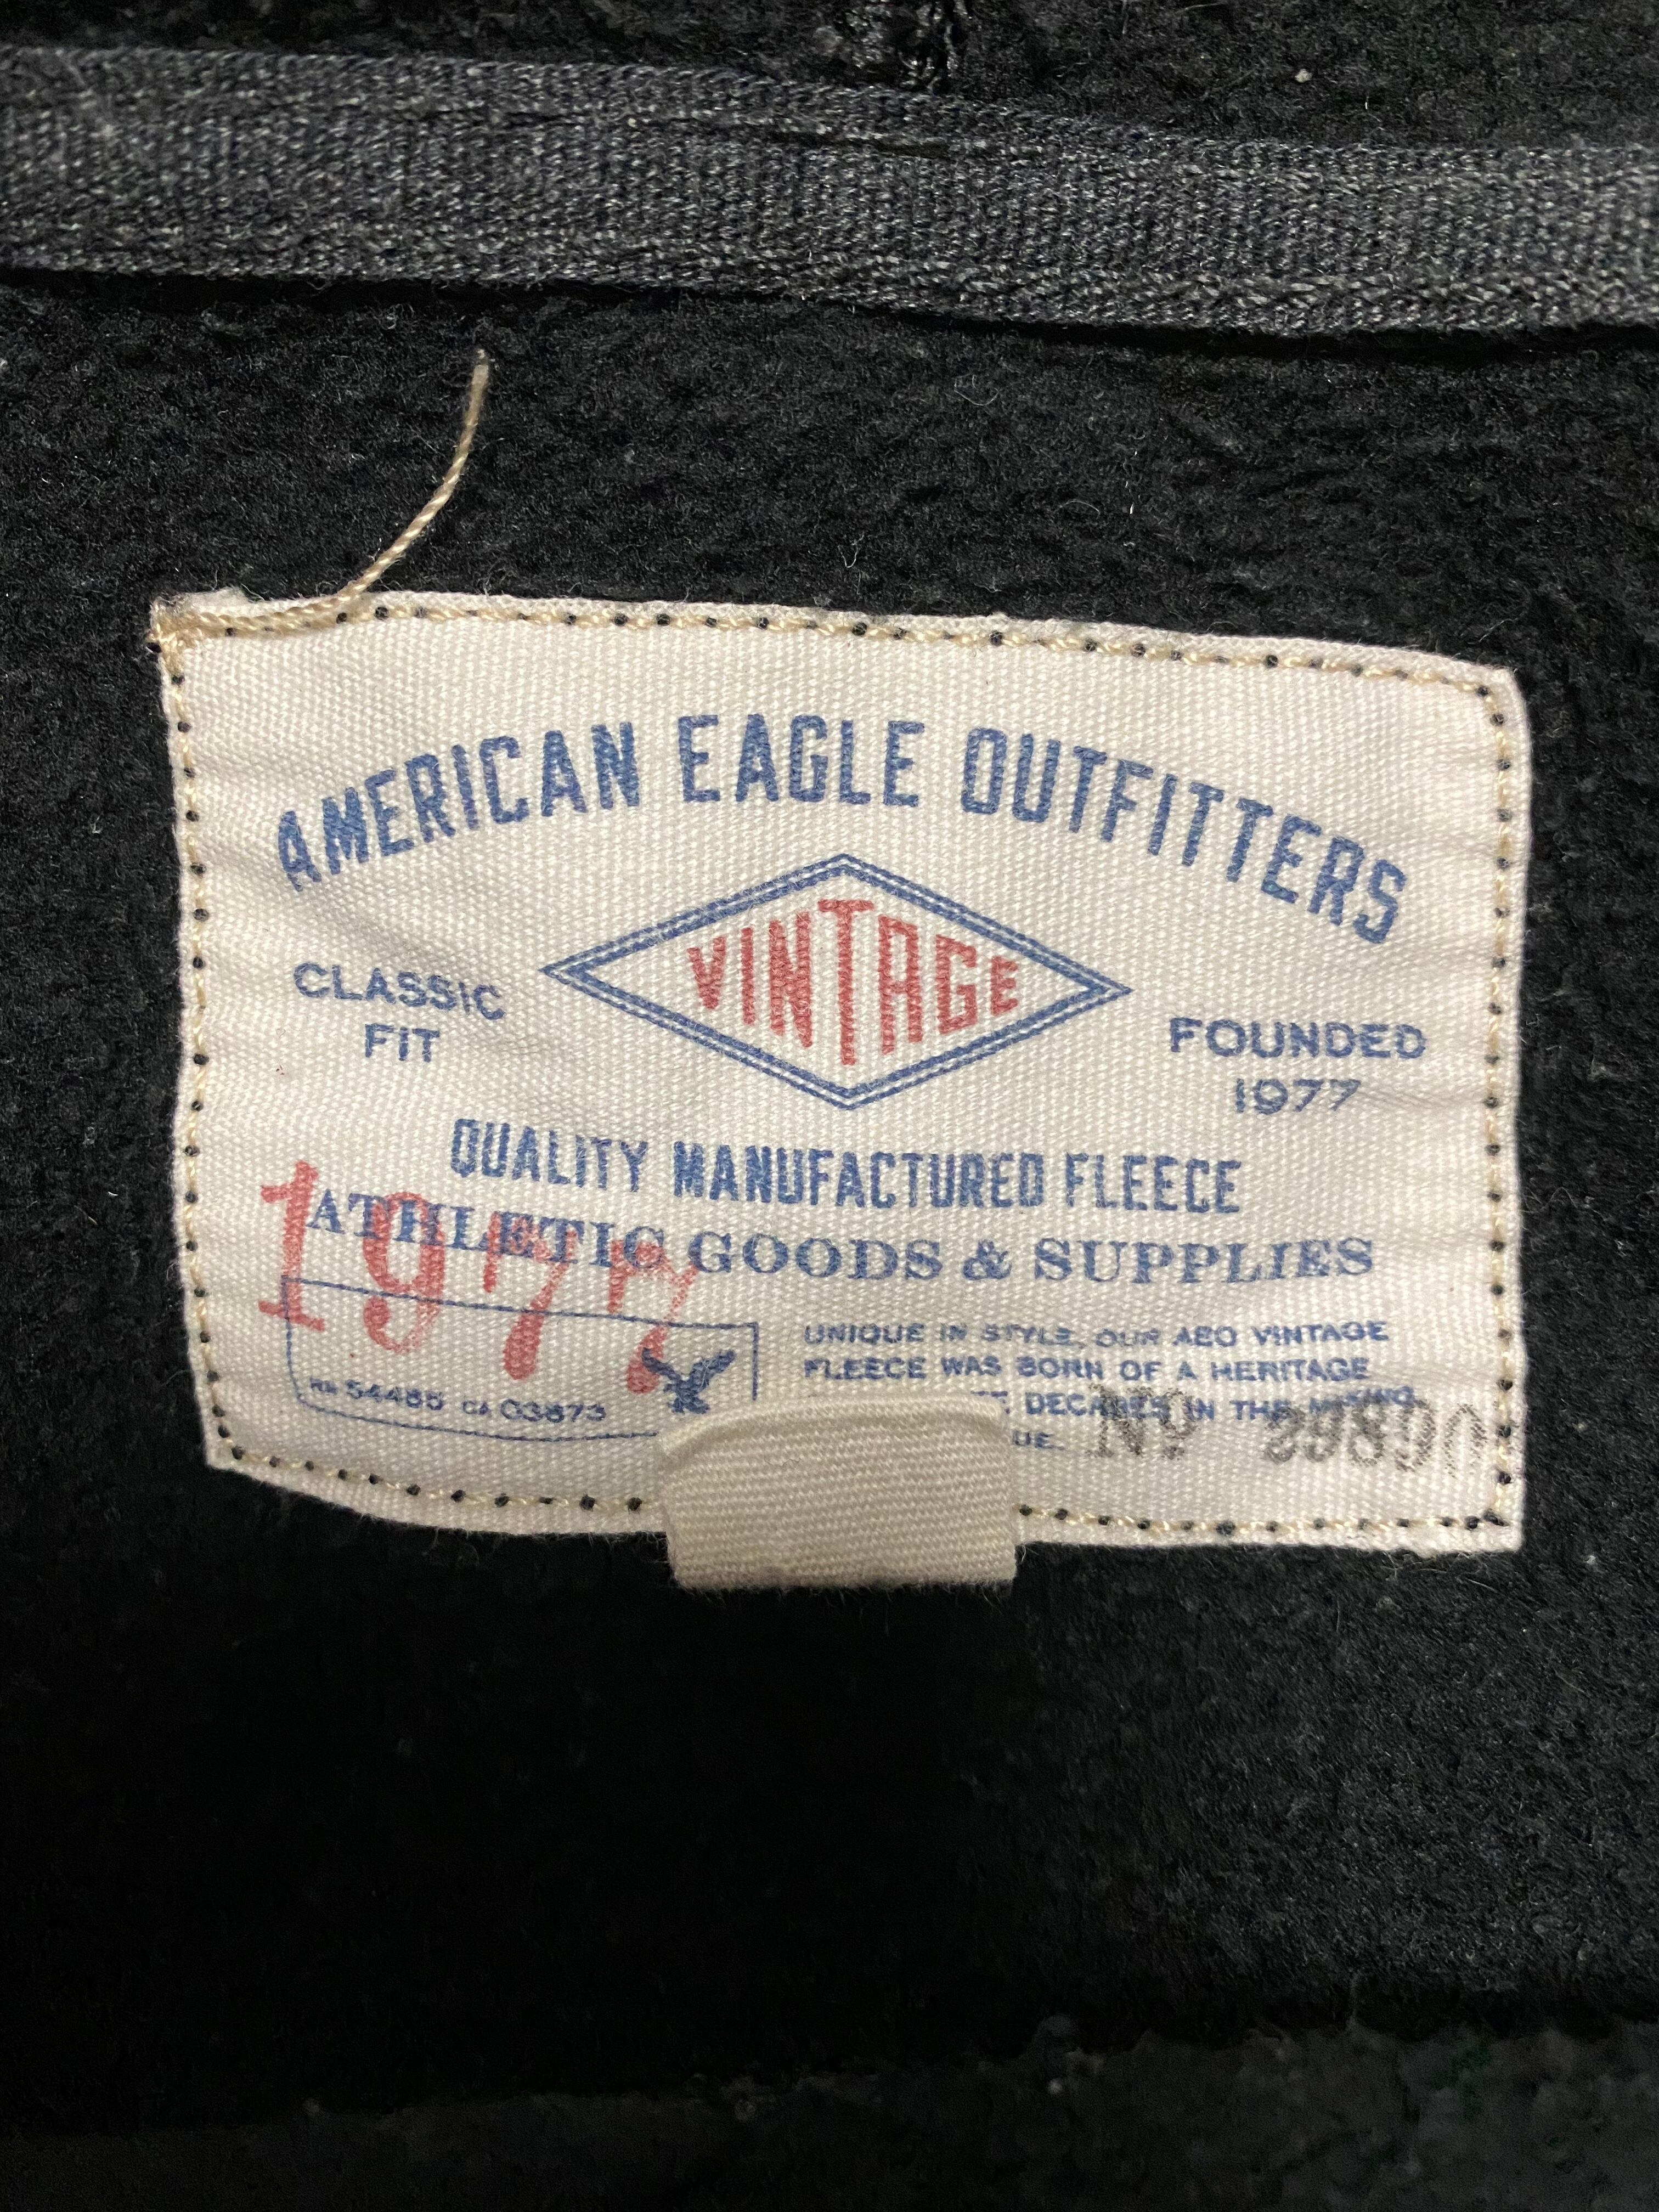 AMERICAN EAGLE OUTFITTERS
VINTAGE
CLASSIC
FIT
FOUNDED
1977
QUALITY MANUFACTURED FLEECE
ATHLETIC GOODS & SUPPLIES
1977
RN 54485 CA 03873
UNIQUE IN STYLE, OUR AEO VINTAGE
FLEECE WAS BORN OF A HERITAGE
DECADES IN THE MAKING
Nº